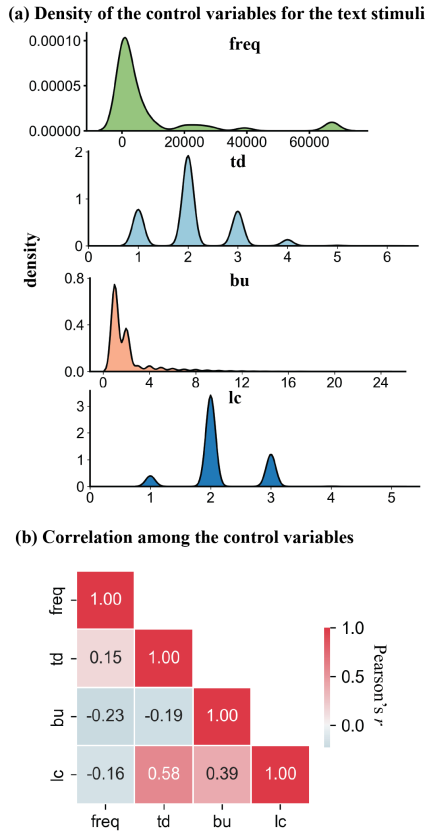 (a) Density of the control variables for the text stimuli
freq
0.00010
0.00005
0.00000
0 20000 40000 60000
td
2
1
0
0 1 2 3 4 5 6
density
bu
0.8
0.4
0.0
0 4 8 12 16 20 24
lc
3
2
1
0
0 1 2 3 4 5
(b) Correlation among the control variables
freq 1.00
td 0.15 1.00
bu -0.23 -0.19 1.00
lc -0.16 0.58 0.39 1.00
freq td bu lc
1.0
0.5
0.0
Pearson's r